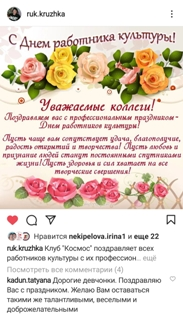 ruk.kruzhka
С Днем работника культуры!
Уважаемые коллеги!
Поздравляем вас с профессиональным праздником-
Днем работников культуры!
Пусть чаще вам сопутствует удача, благополучие,
радость открытий и творчества! Пусть любовь и
признание людей станут постоянными спутниками
жизни! Пусть здоровья и сил хватает на все
творческие свершения!
Нравится nekipelova.irina1 и еще 22
ruk.kruzhka Клуб "Космос" поздравляет всех
работников культуры с их профессион... ещё
Посмотреть все комментарии (4)
kadun.tatyana Дорогие девчонки. Поздравляю
Вас с праздником. Желаю Вам оставаться
такими же талантливыми, веселыми и
доброжелательными